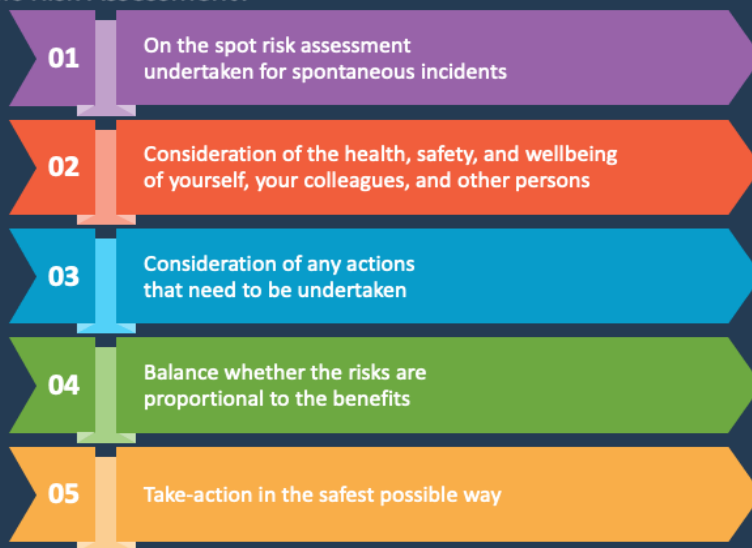 Risk Assessment:
01
On the spot risk assessment
undertaken for spontaneous incidents
02
Consideration of the health, safety, and wellbeing
of yourself, your colleagues, and other persons
03
Consideration of any actions
that need to be undertaken
04
Balance whether the risks are
proportional to the benefits
05
Take-action in the safest possible way